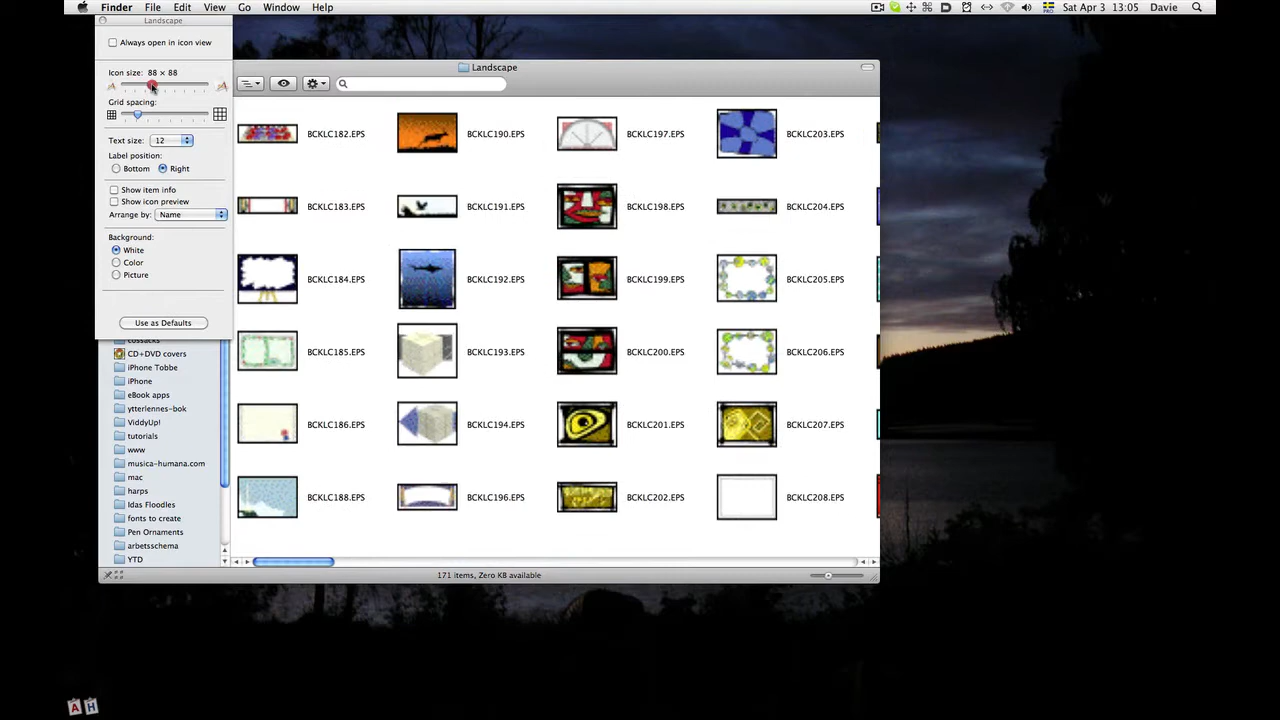 Finder File Edit View Go Window Help
Sat Apr 3 13:05 Davie
Landscape
Always open in icon view
Icon size: 88 × 88
Grid spacing:
Text size: 12
Label position:
Bottom Right
Show item info
Show icon preview
Arrange by: Name
Background:
White
Color
Picture
Use as Defaults
cossacks
CD+DVD covers
iPhone Tobbe
iPhone
eBook apps
ytterlennes-bok
ViddyUp!
tutorials
www
musica-humana.com
mac
harps
Idas Floodles
fonts to create
Pen Ornaments
arbetsschema
YTD
Landscape
BCKLC182.EPS BCKLC190.EPS BCKLC197.EPS BCKLC203.EPS
BCKLC183.EPS BCKLC191.EPS BCKLC198.EPS BCKLC204.EPS
BCKLC184.EPS BCKLC192.EPS BCKLC199.EPS BCKLC205.EPS
BCKLC185.EPS BCKLC193.EPS BCKLC200.EPS BCKLC206.EPS
BCKLC186.EPS BCKLC194.EPS BCKLC201.EPS BCKLC207.EPS
BCKLC188.EPS BCKLC196.EPS BCKLC202.EPS BCKLC208.EPS
171 items, Zero KB available
A H